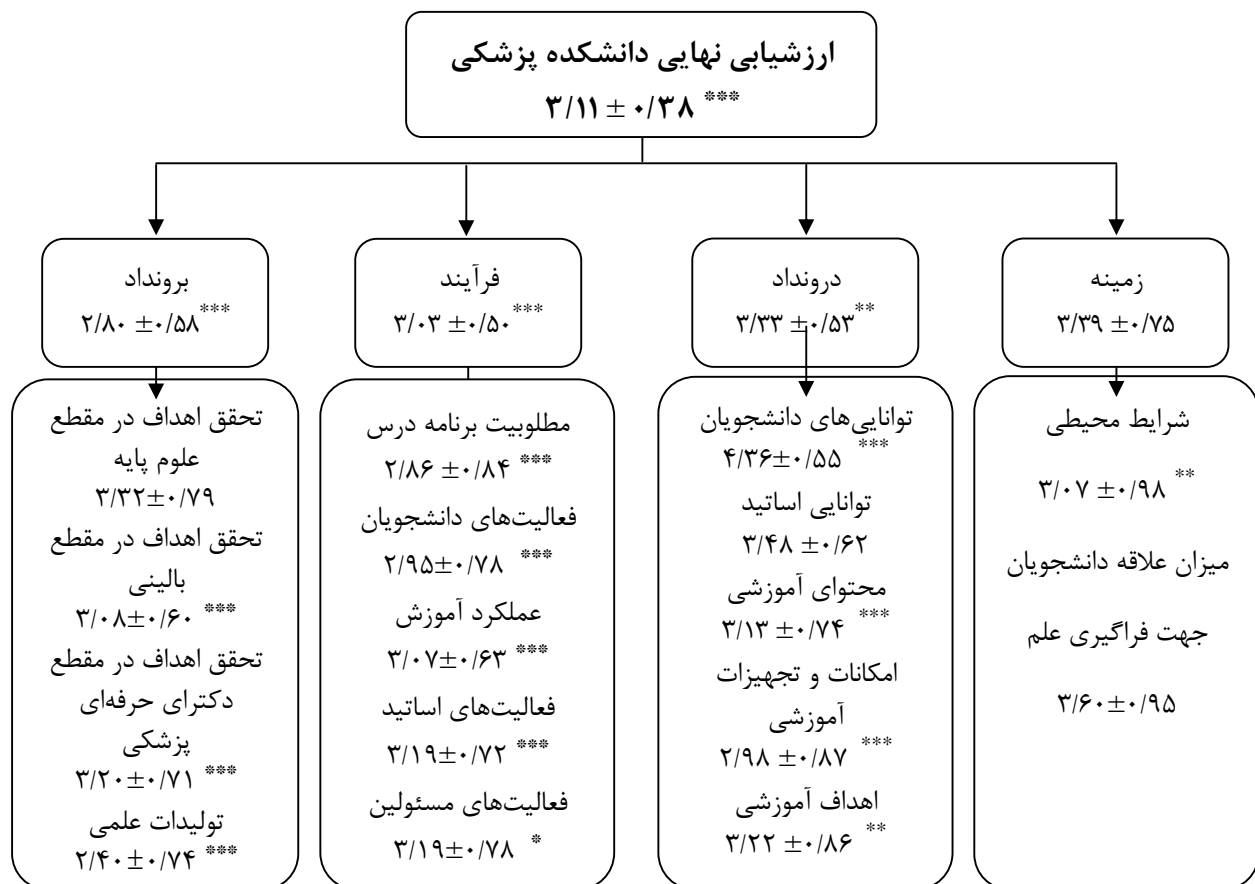 ارزشیابی نهایی دانشکده پزشکی
۳/۱۱ ± ۰/۳۸ ***
زمینه
۳/۳۹ ±۰/۷۵
شرایط محیطی
۳/۰۷ ±۰/۹۸ **
میزان علاقه دانشجویان
جهت فراگیری علم
۳/۶۰±۰/۹۵
درونداد
۳/۳۳ ±۰/۵۳**
توانایی‌های دانشجویان
۴/۳۶±۰/۵۵ ***
توانایی اساتید
۳/۴۸ ±۰/۶۲
محتوای آموزشی
۳/۱۳ ±۰/۷۴ ***
امکانات و تجهیزات
آموزشی
۲/۹۸ ±۰/۸۷ ***
اهداف آموزشی
۳/۲۲ ±۰/۸۶ **
فرآیند
۳/۰۳ ±۰/۵۰***
مطلوبیت برنامه درس
۲/۸۶ ±۰/۸۴ ***
فعالیت‌های دانشجویان
۲/۹۵±۰/۷۸ ***
عملکرد آموزش
۳/۰۷±۰/۶۳ ***
فعالیت‌های اساتید
۳/۱۹±۰/۷۲ ***
فعالیت‌های مسئولین
۳/۱۹±۰/۷۸ *
برونداد
۲/۸۰ ±۰/۵۸***
تحقق اهداف در مقطع
علوم پایه
۳/۳۲±۰/۷۹
تحقق اهداف در مقطع
بالینی
۳/۰۸±۰/۶۰ ***
تحقق اهداف در مقطع
دکترای حرفه‌ای
پزشکی
۳/۲۰±۰/۷۱ ***
تولیدات علمی
۲/۴۰±۰/۷۴ ***